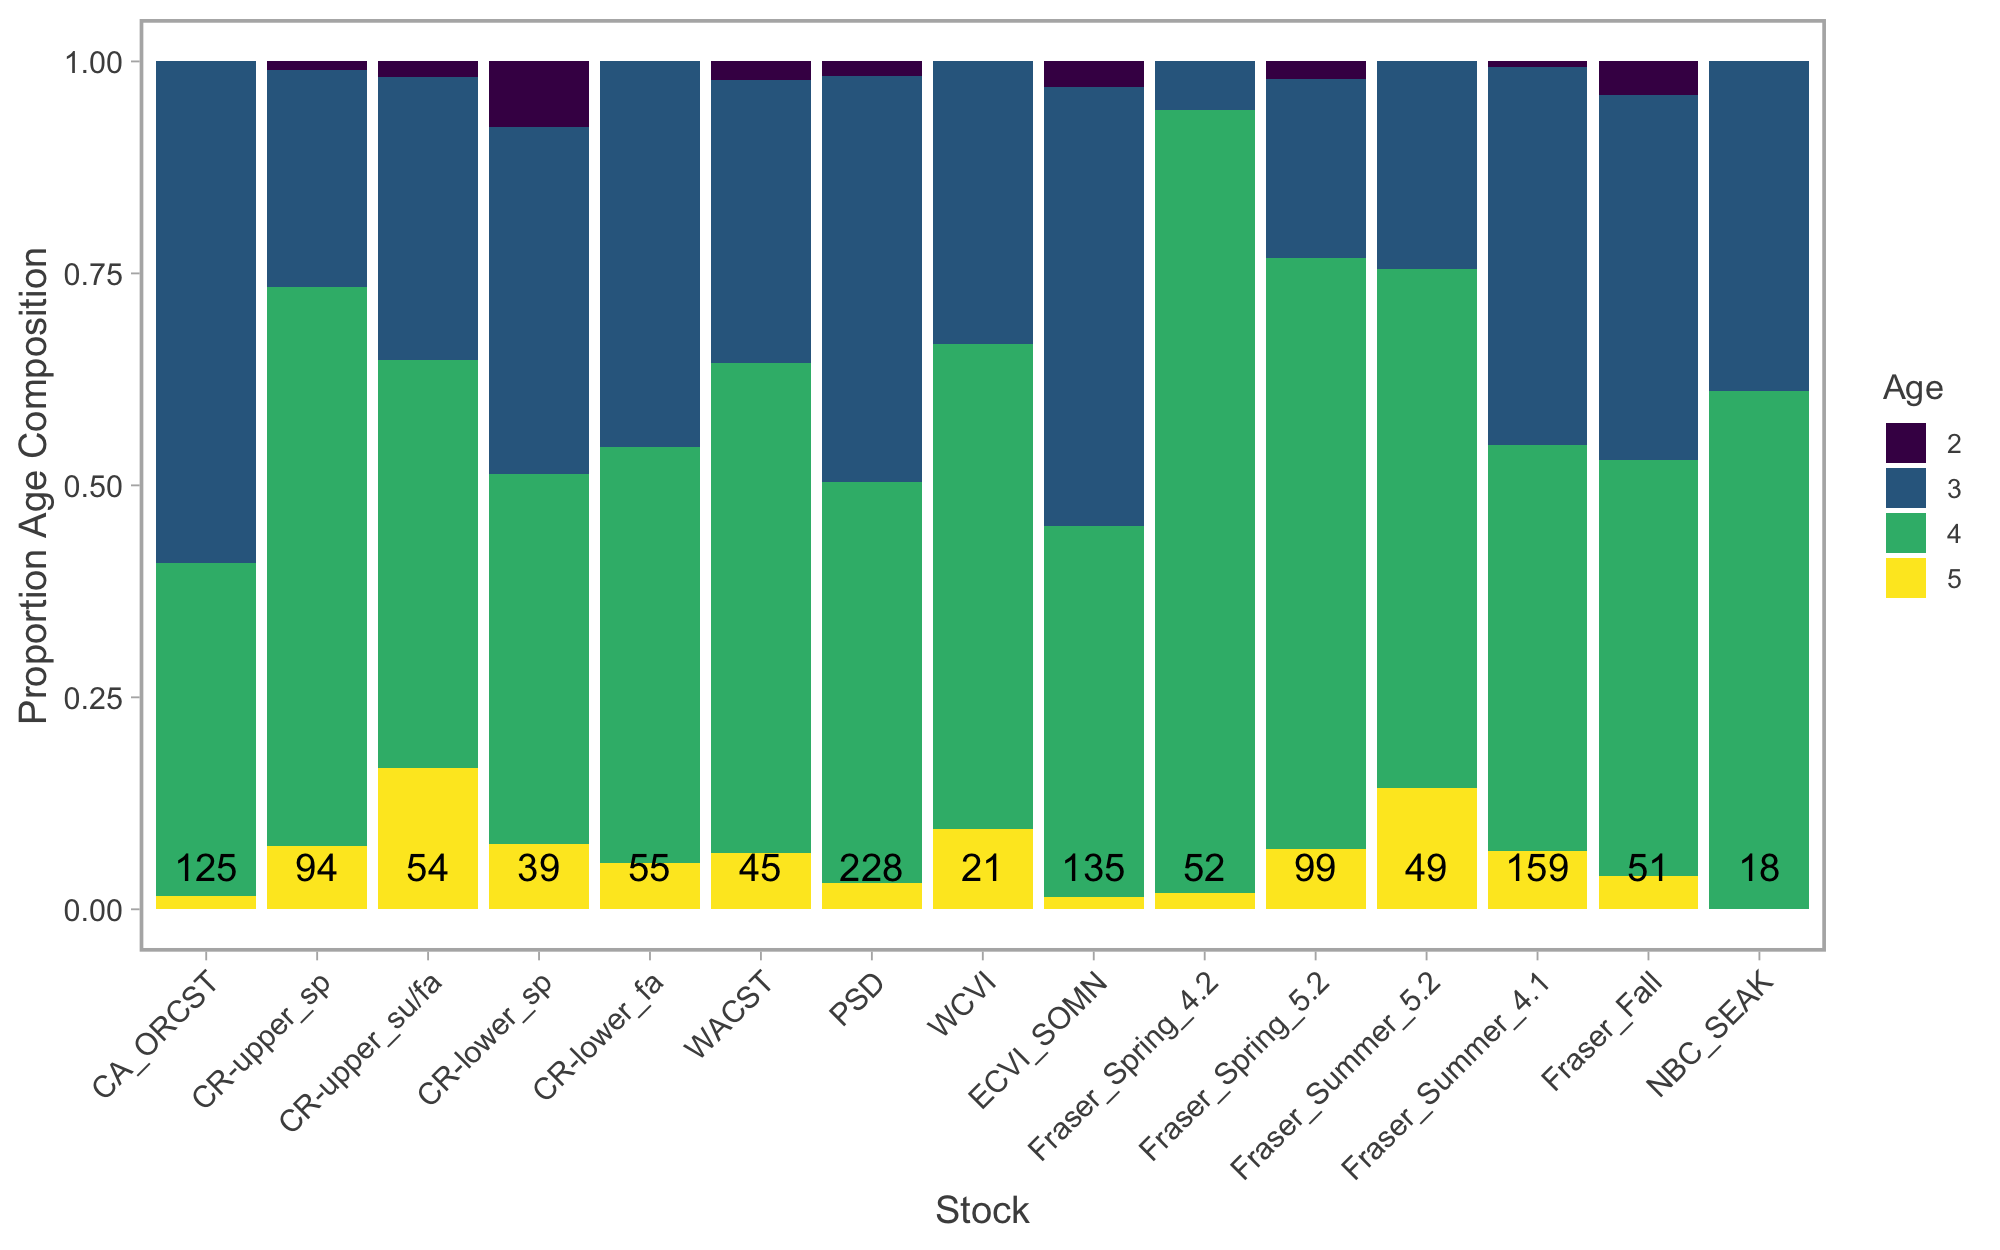 Proportion Age Composition
1.00
0.75
0.50
0.25
0.00
125 94 54 39 55 45 228 21 135 52 99 49 159 51 18
CA_ORCST
CR-upper_sp
CR-upper_su/fa
CR-lower_sp
CR-lower_fa
WACST
PSD
WCVI
ECVI_SOMN
Fraser_Spring_4.2
Fraser_Spring_5.2
Fraser_Summer_5.2
Fraser_Summer_4.1
Fraser_Fall
NBC_SEAK
Stock
Age
2
3
4
5